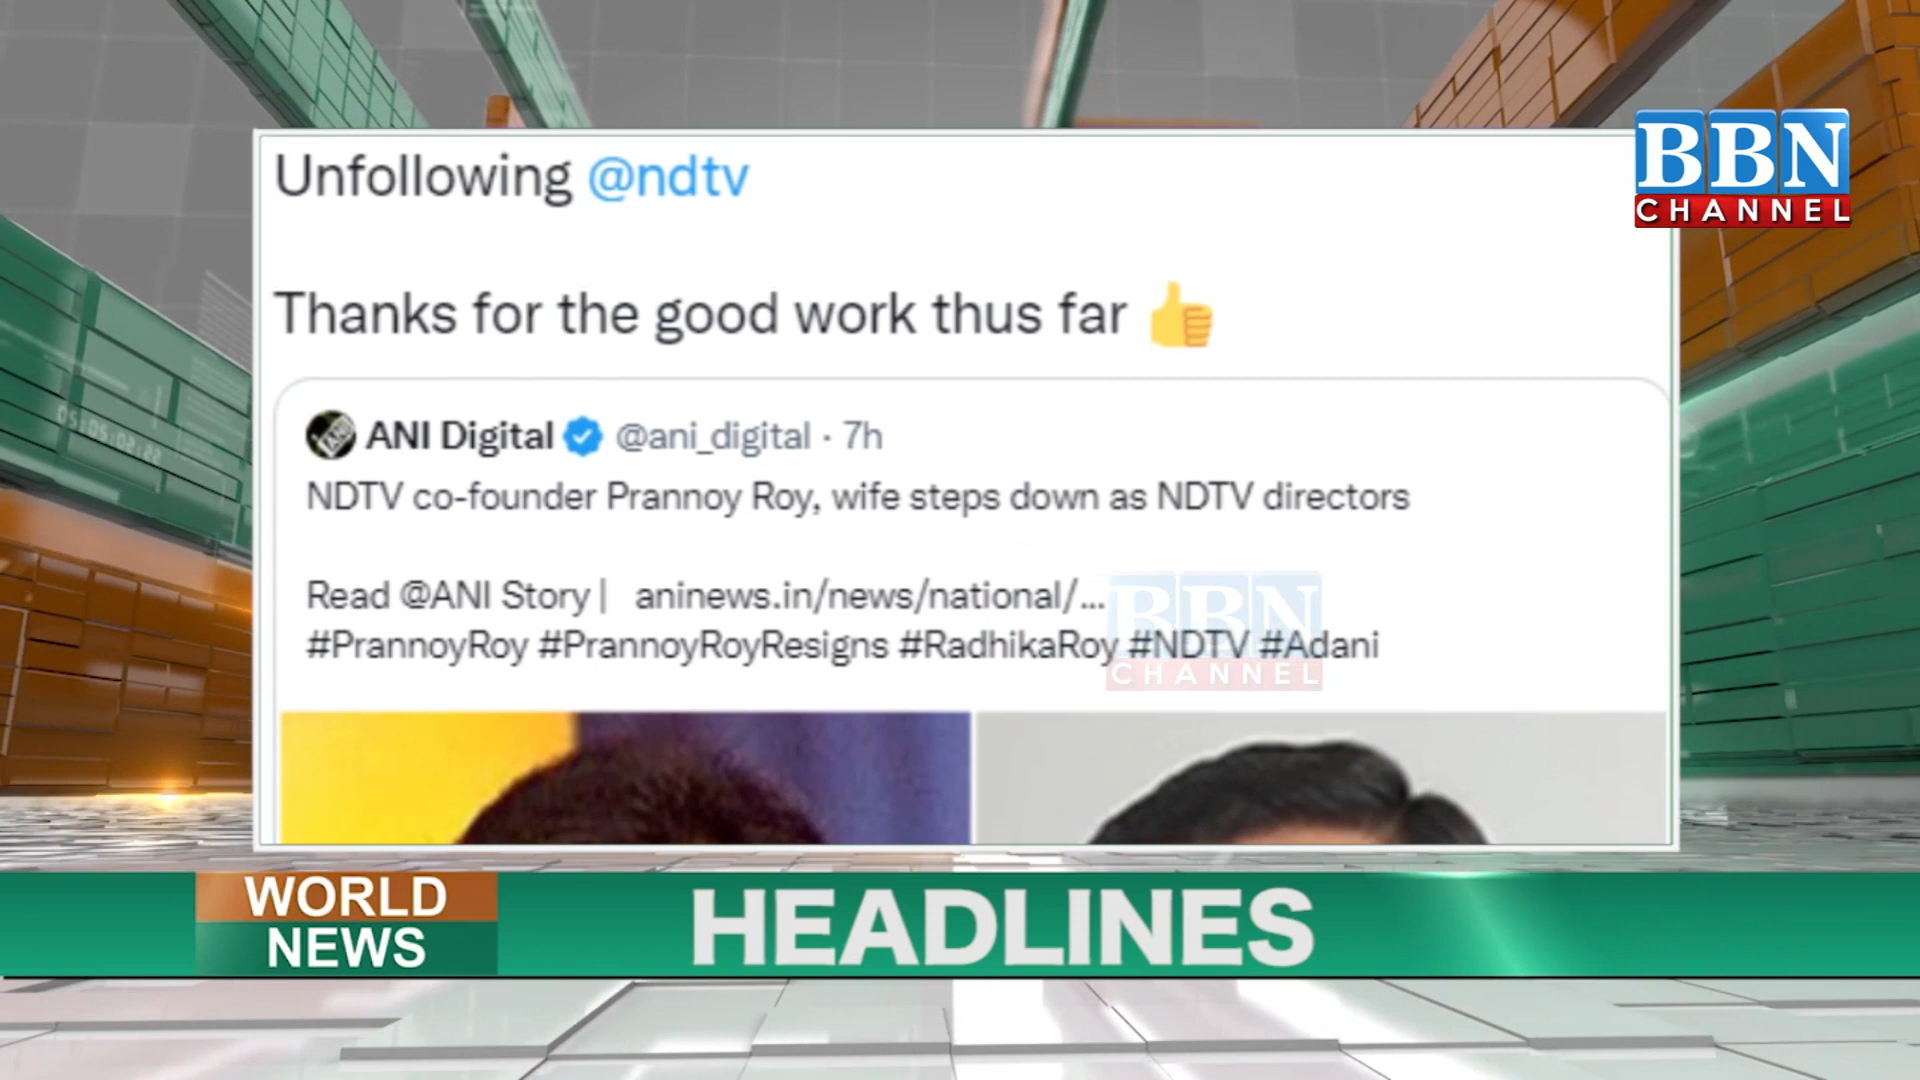 BBN
CHANNEL
Unfollowing @ndtv
Thanks for the good work thus far 👍
ANI Digital @ani_digital · 7h
NDTV co-founder Prannoy Roy, wife steps down as NDTV directors
Read @ANI Story | aninews.in/news/national/...
#PrannoyRoy #PrannoyRoyResigns #RadhikaRoy #NDTV #Adani
BBN
CHANNEL
WORLD
NEWS
HEADLINES